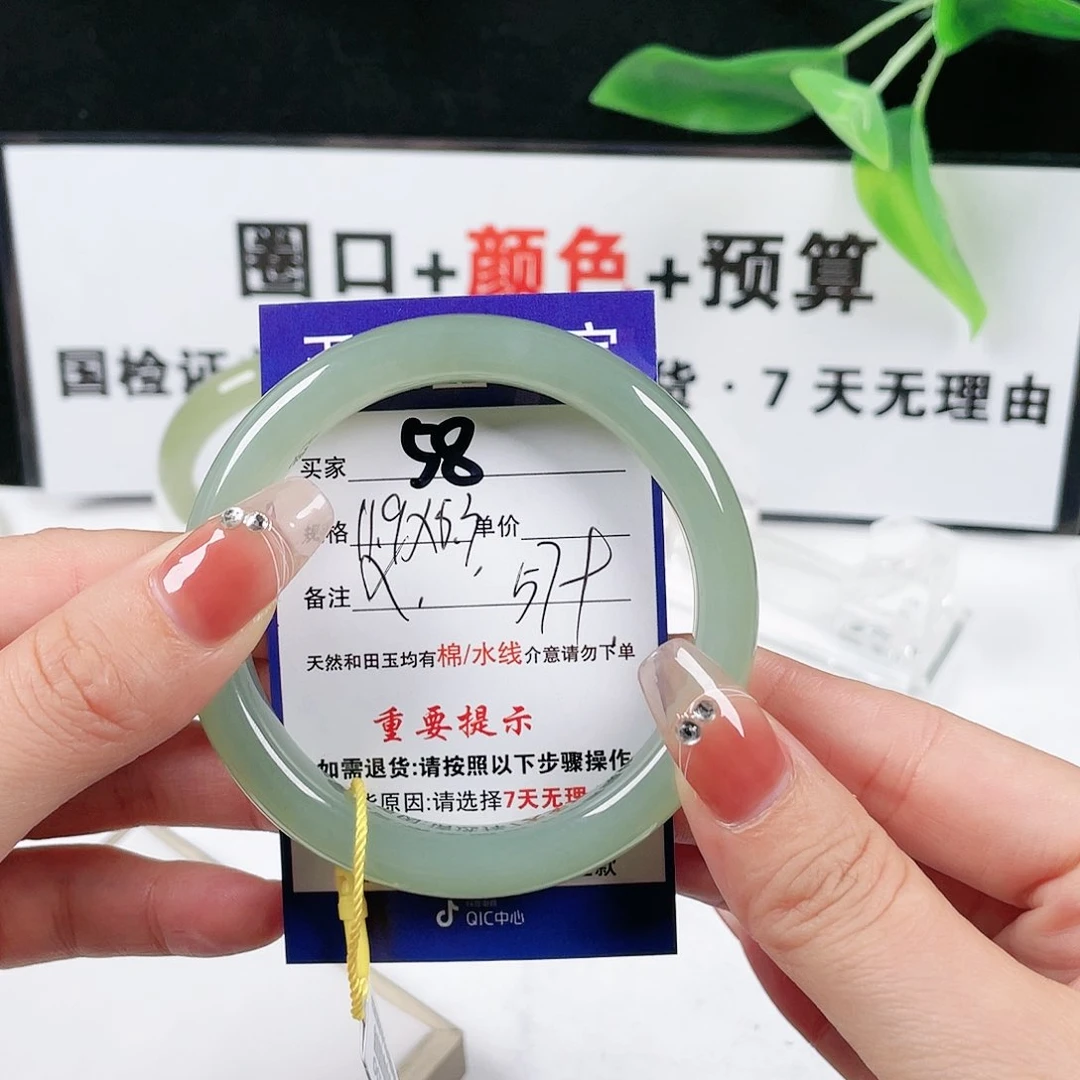 圈口+颜色+预算
国检证 货·7天无理由
58
买家
规格 11.9X8.3 单价
备注
天然和田玉均有棉/水线介意请勿下单
重要提示
如需退货:请按照以下步骤操作
原因:请选择7天无理
QIC中心